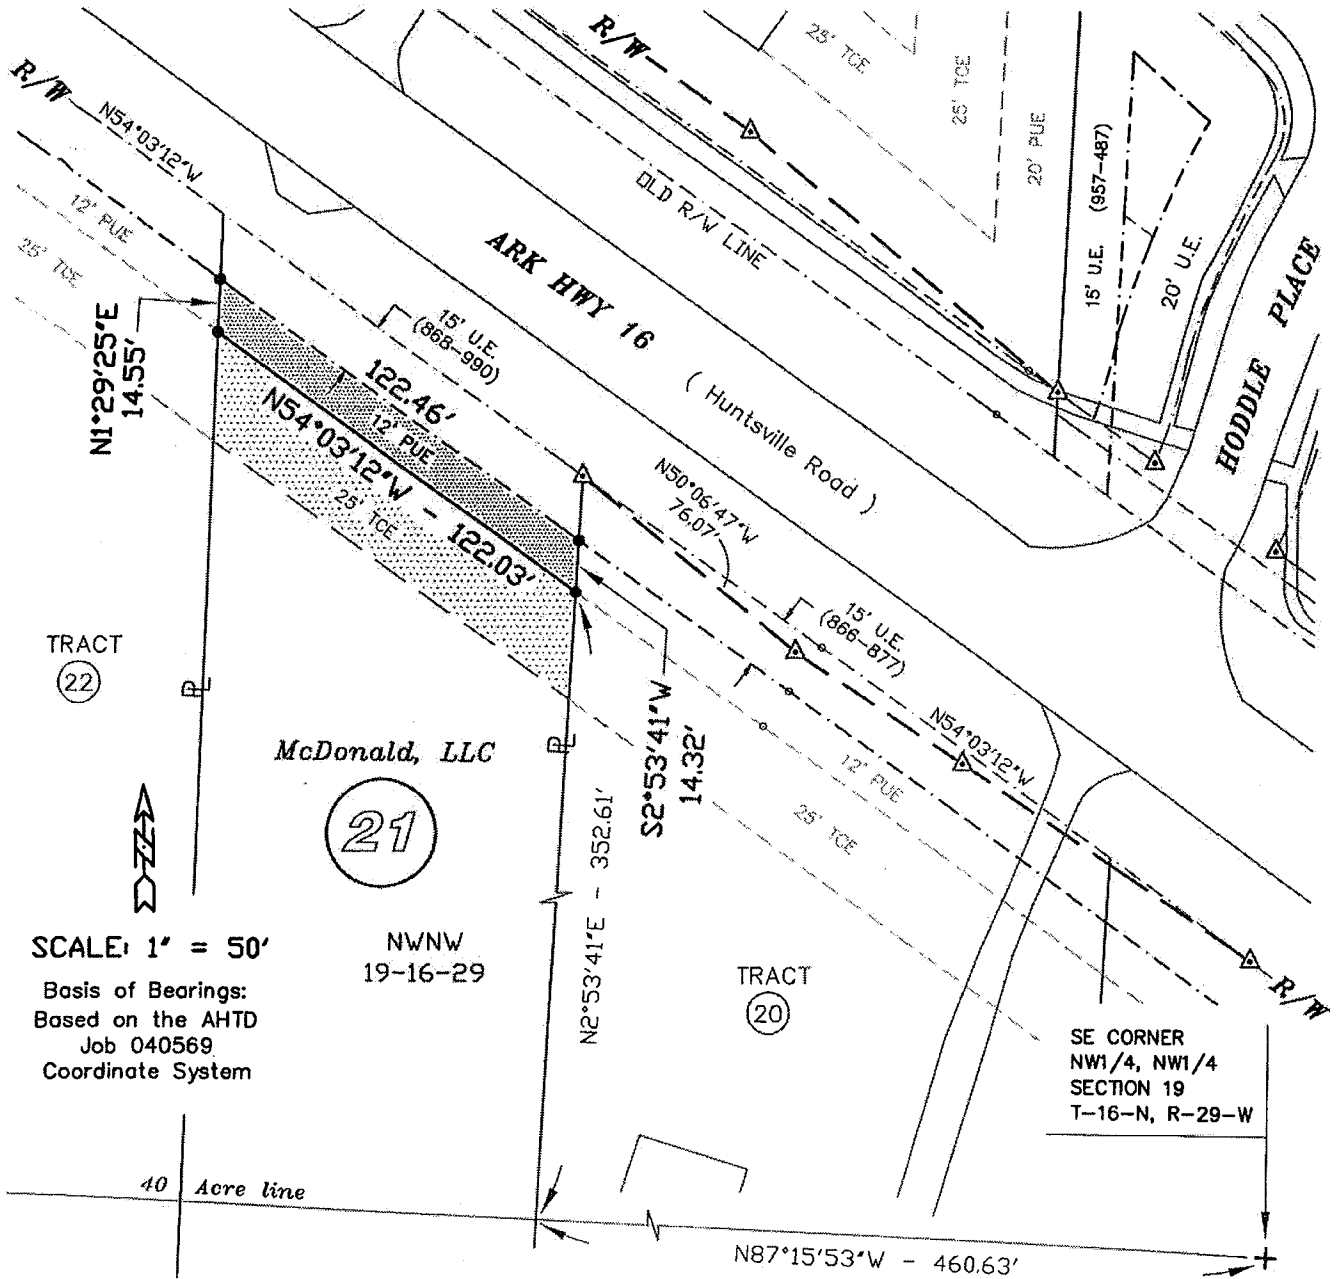 R/W
N54°03'12"W
R/W
25' TCE
25' TCE
20' PUE
15' U.E. (957-487)
20' U.E.
OLD R/W LINE
12' PUE
25' TCE
ARK HWY 16
( Huntsville Road )
HODDLE PLACE
N1°29'25"E
14.55'
15' U.E.
(868-990)
122.46'
12' PUE
N54°03'12"W - 122.03'
25' TCE
N50°06'47"W
76.07'
15' U.E.
(866-877)
TRACT
22
PL
PL
McDonald, LLC
21
S2°53'41"W
14.32'
N54°03'12"W
12' PUE
25' TCE
N
SCALE: 1" = 50'
Basis of Bearings:
Based on the AHTD
Job 040569
Coordinate System
NWNW
19-16-29
N2°53'41"E - 352.61'
TRACT
20
R/W
SE CORNER
NW1/4, NW1/4
SECTION 19
T-16-N, R-29-W
40 Acre line
N87°15'53"W - 460.63'